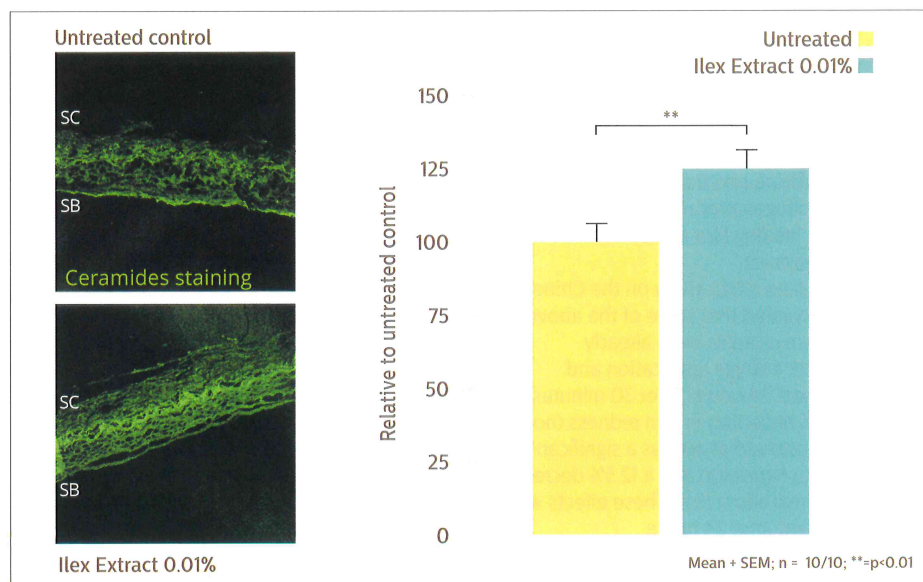 Untreated control
SC
SB
Ceramides staining
SC
SB
Ilex Extract 0.01%
Untreated
Ilex Extract 0.01%
150
125
100
75
50
25
0
Relative to untreated control
**
Mean + SEM; n = 10/10; **=p<0.01